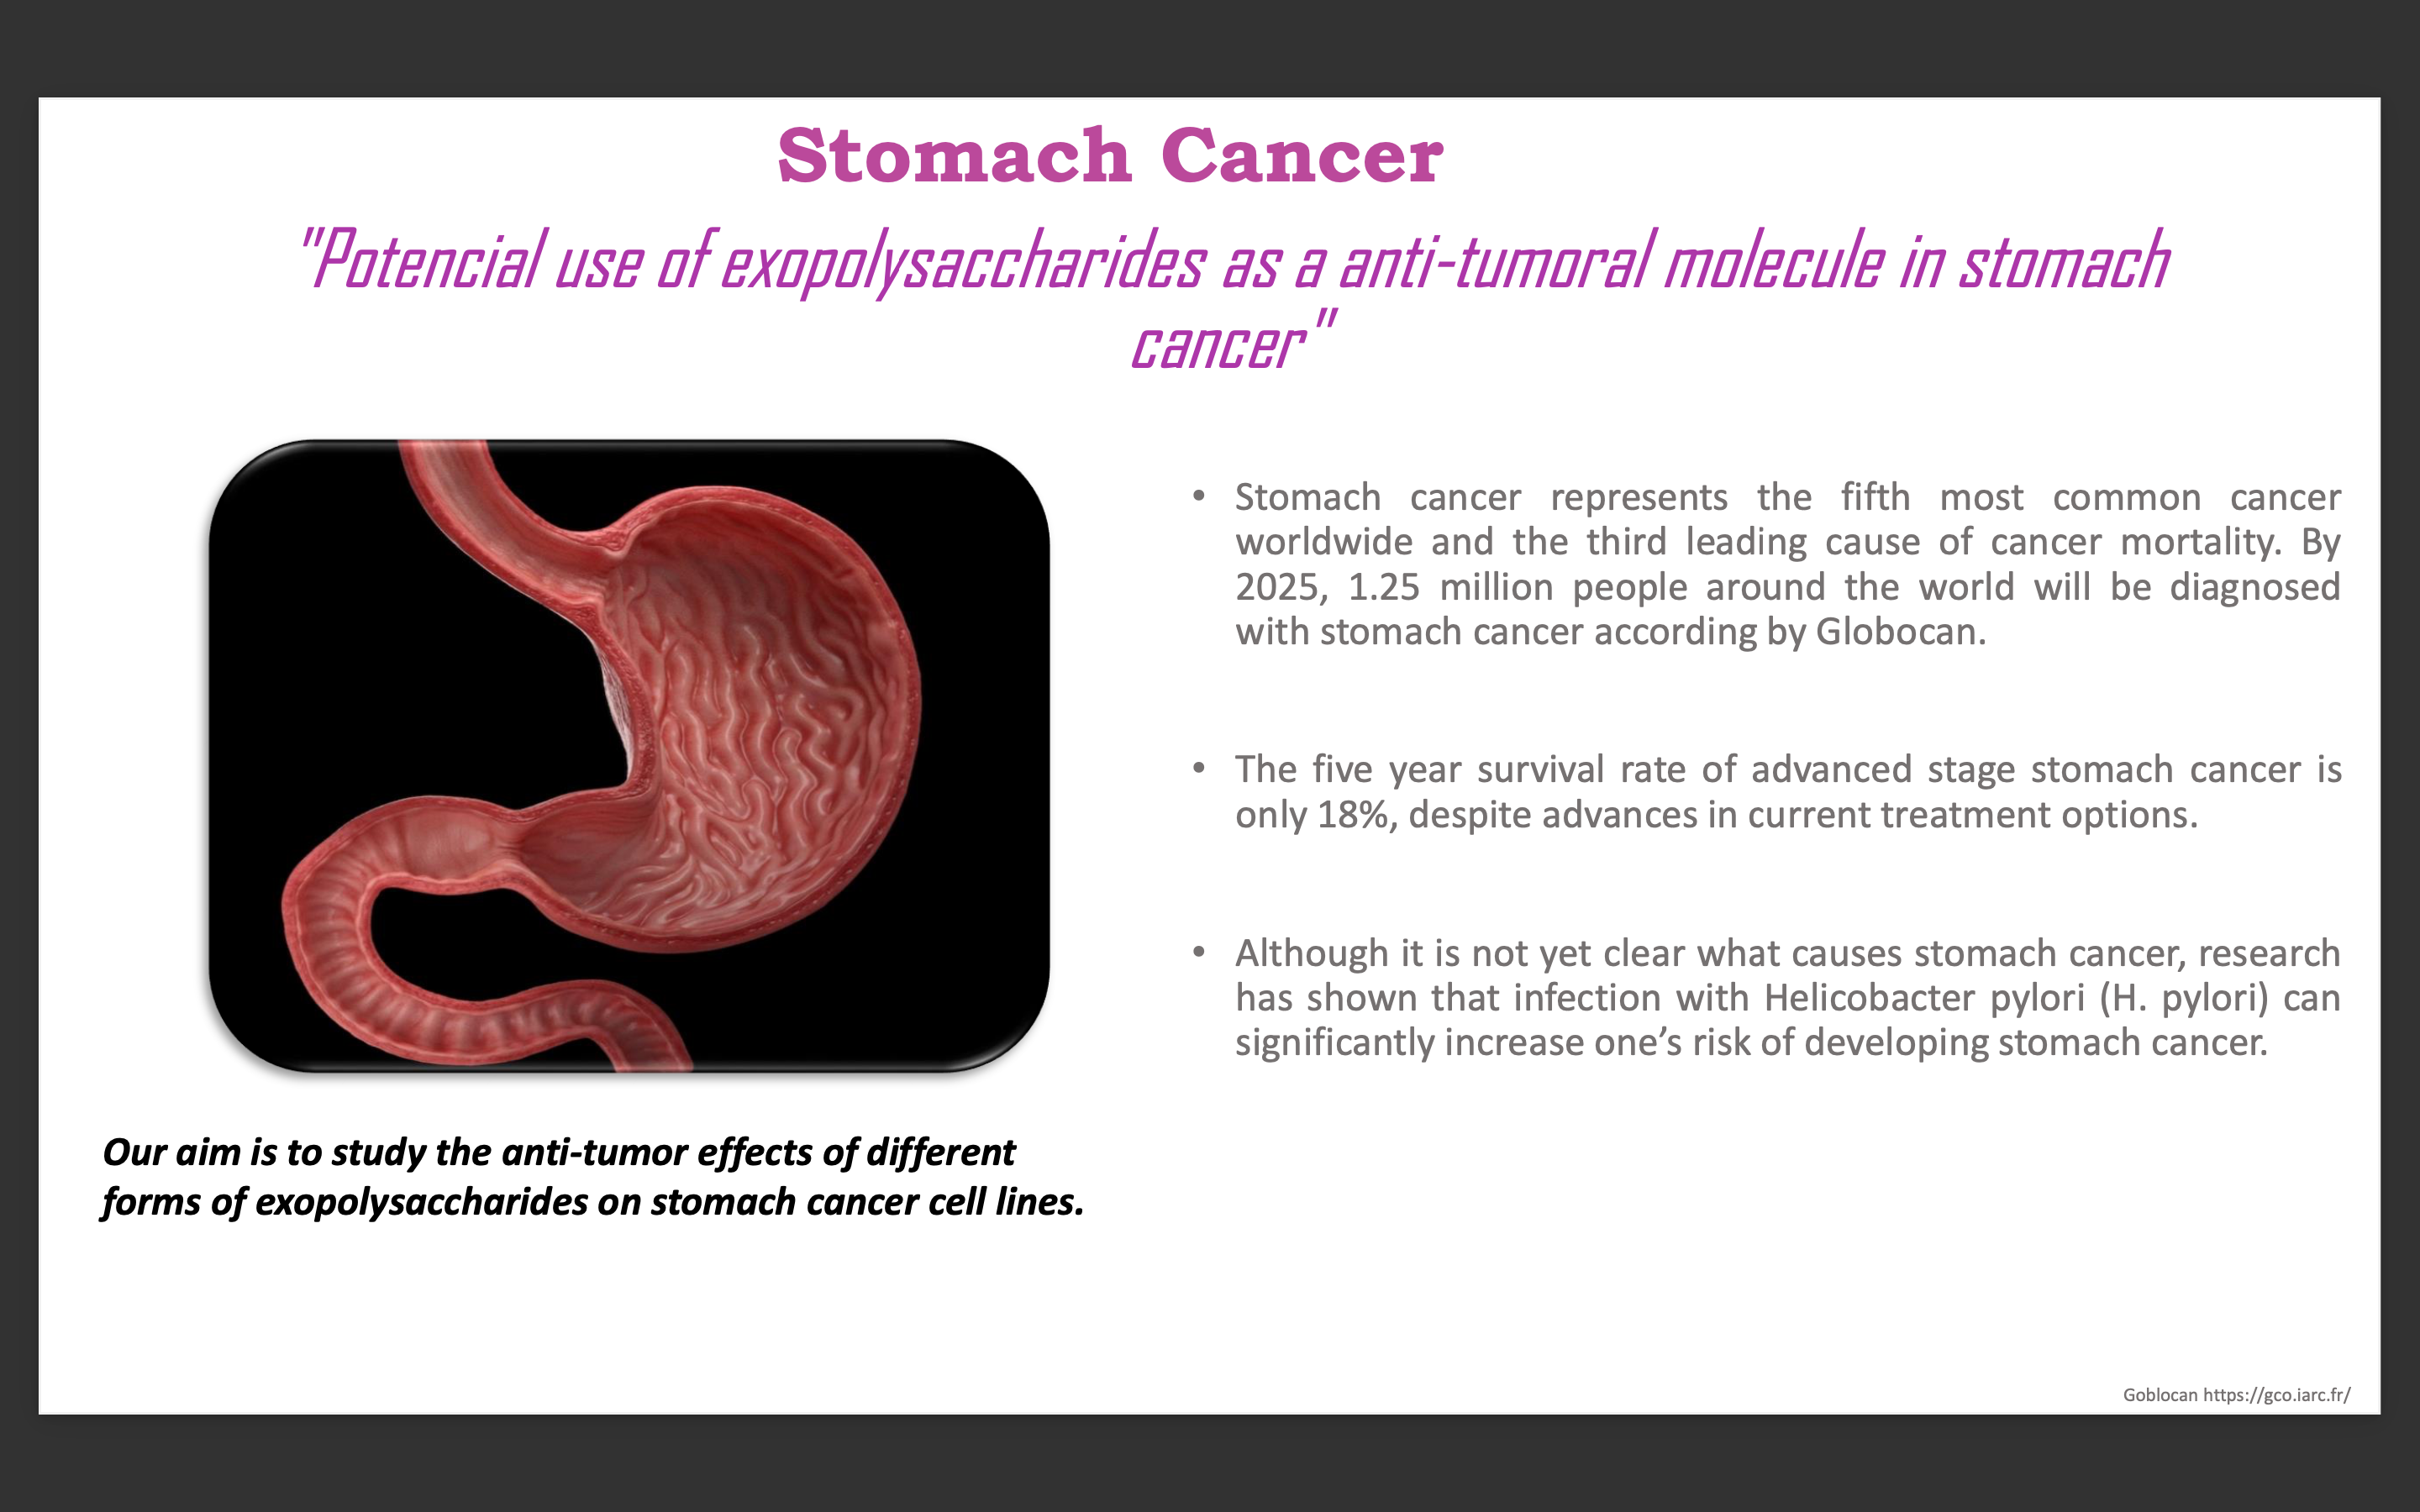 Stomach Cancer
"Potencial use of exopolysaccharides as a anti-tumoral molecule in stomach
cancer"
• Stomach cancer represents the fifth most common cancer
worldwide and the third leading cause of cancer mortality. By
2025, 1.25 million people around the world will be diagnosed
with stomach cancer according by Globocan.
• The five year survival rate of advanced stage stomach cancer is
only 18%, despite advances in current treatment options.
• Although it is not yet clear what causes stomach cancer, research
has shown that infection with Helicobacter pylori (H. pylori) can
significantly increase one’s risk of developing stomach cancer.
Our aim is to study the anti-tumor effects of different
forms of exopolysaccharides on stomach cancer cell lines.
Goblocan https://gco.iarc.fr/